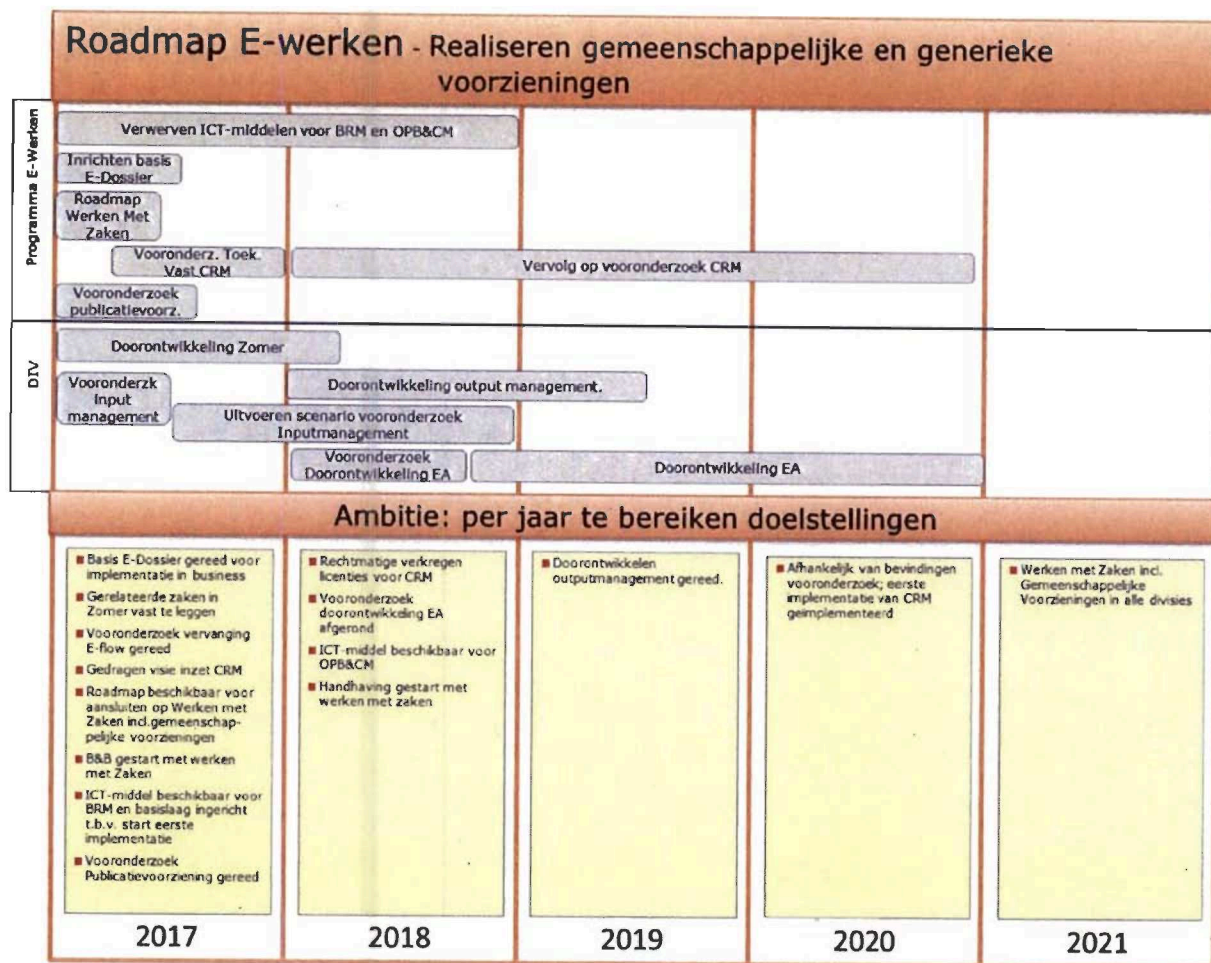 Roadmap E-werken - Realiseren gemeenschappelijke en generieke
voorzieningen
Programma E-Werken
Verwerven ICT-middelen voor BRM en OPB&CM
Inrichten basis
E-Dossier
Roadmap
Werken Met
Zaken
Vooronderz. Toek.
Vast CRM
Vervolg op vooronderzoek CRM
Vooronderzoek
publicatievoorz.
DIV
Doorontwikkeling Zomer
Vooronderzk
Input
management
Doorontwikkeling output management.
Uitvoeren scenario vooronderzoek
Inputmanagement
Vooronderzoek
Doorontwikkeling EA
Doorontwikkeling EA
Ambitie: per jaar te bereiken doelstellingen
Basis E-Dossier gereed voor
implementatie in business
Gerelateerde zaken in
Zomer vast te leggen
Vooronderzoek vervanging
E-flow gereed
Gedragen visie inzet CRM
Roadmap beschikbaar voor
aansluiten op Werken met
Zaken incl.gemeenschap-
pelijke voorzieningen
B&B gestart met werken
met Zaken
ICT-middel beschikbaar voor
BRM en basislaag ingericht
t.b.v. start eerste
implementatie
Vooronderzoek
Publicatievoorziening gereed
Rechtmatige verkregen
licenties voor CRM
Vooronderzoek
doorontwikkeling EA
afgerond
ICT-middel beschikbaar voor
OPB&CM
Handhaving gestart met
werken met zaken
Doorontwikkelen
outputmanagement gereed.
Afhankelijk van bevindingen
vooronderzoek; eerste
implementatie van CRM
geimplementeerd
Werken met Zaken incl.
Gemeenschappelijke
Voorzieningen in alle divisies
2017
2018
2019
2020
2021